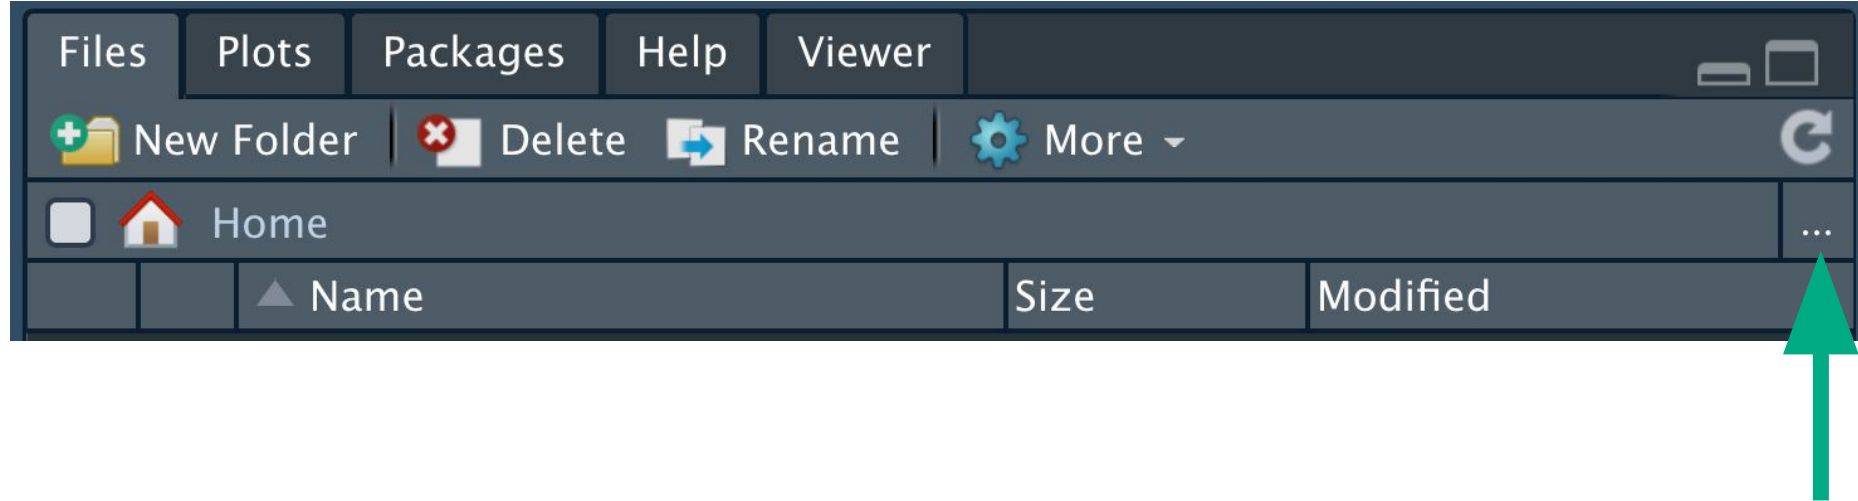 Files Plots Packages Help Viewer
New Folder Delete Rename More
Home ...
Name Size Modified